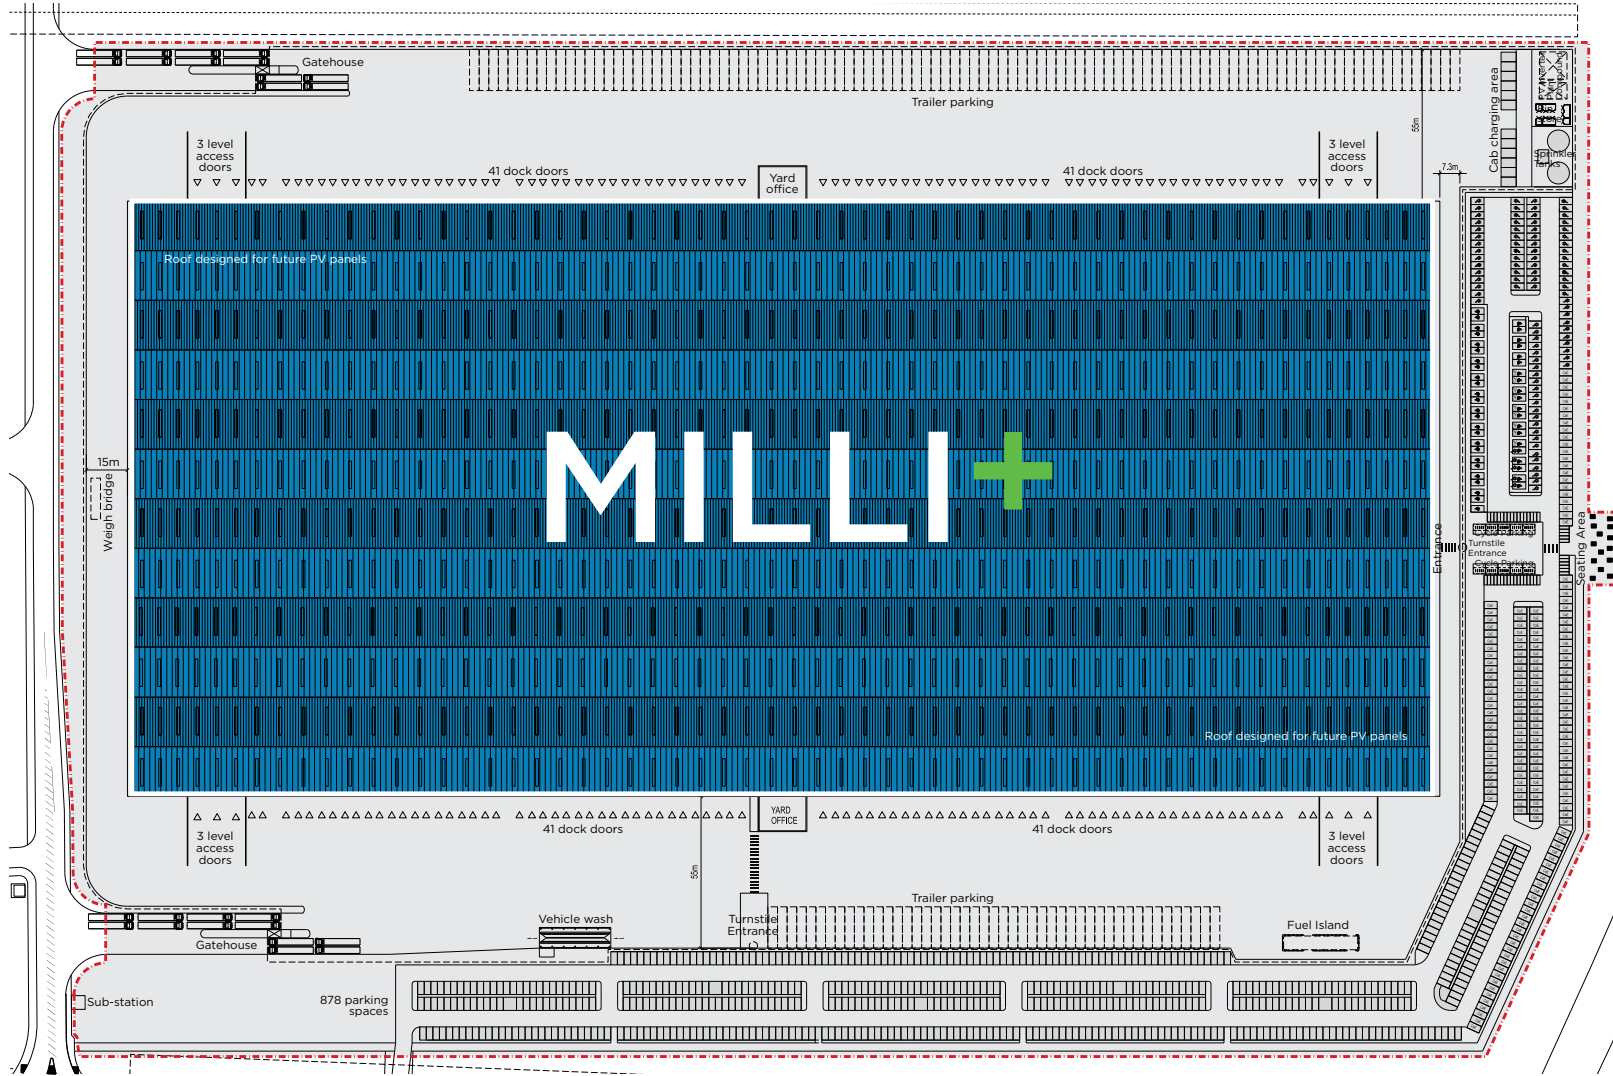 Gatehouse
Trailer parking
55m
7.3m
Cab charging area
Sprinkler
Tanks
3 level
access
doors
41 dock doors
Yard
office
41 dock doors
3 level
access
doors
Roof designed for future PV panels
MILLI+
15m
Weigh bridge
Entrance
Cycle Parking
Turnstile
Entrance
Cycle Parking
Seating Area
Roof designed for future PV panels
3 level
access
doors
41 dock doors
YARD
OFFICE
41 dock doors
3 level
access
doors
55m
Trailer parking
Gatehouse
Vehicle wash
Turnstile
Entrance
Fuel Island
Sub-station
878 parking
spaces